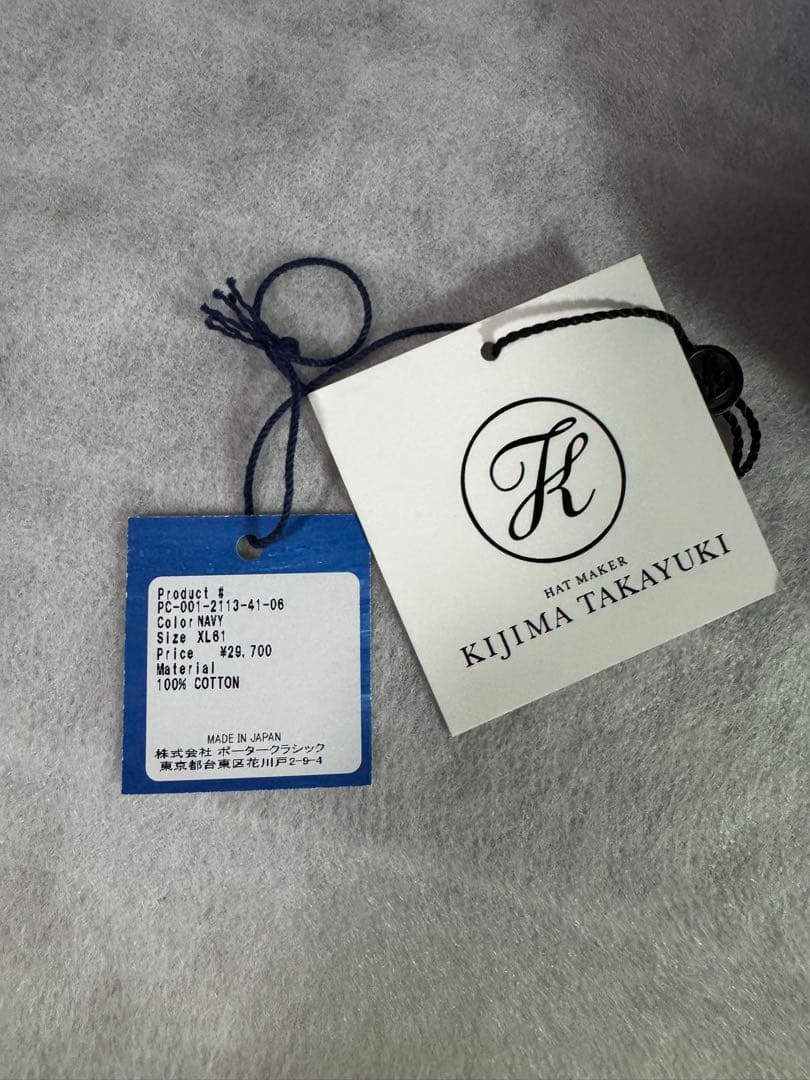 Product #
PC-001-2113-41-06
Color NAVY
Size XL61
Price ¥29,700
Material
100% COTTON
MADE IN JAPAN
株式会社 ポータークラシック
東京都台東区花川戸2-9-4
K
HAT MAKER
KIJIMA TAKAYUKI